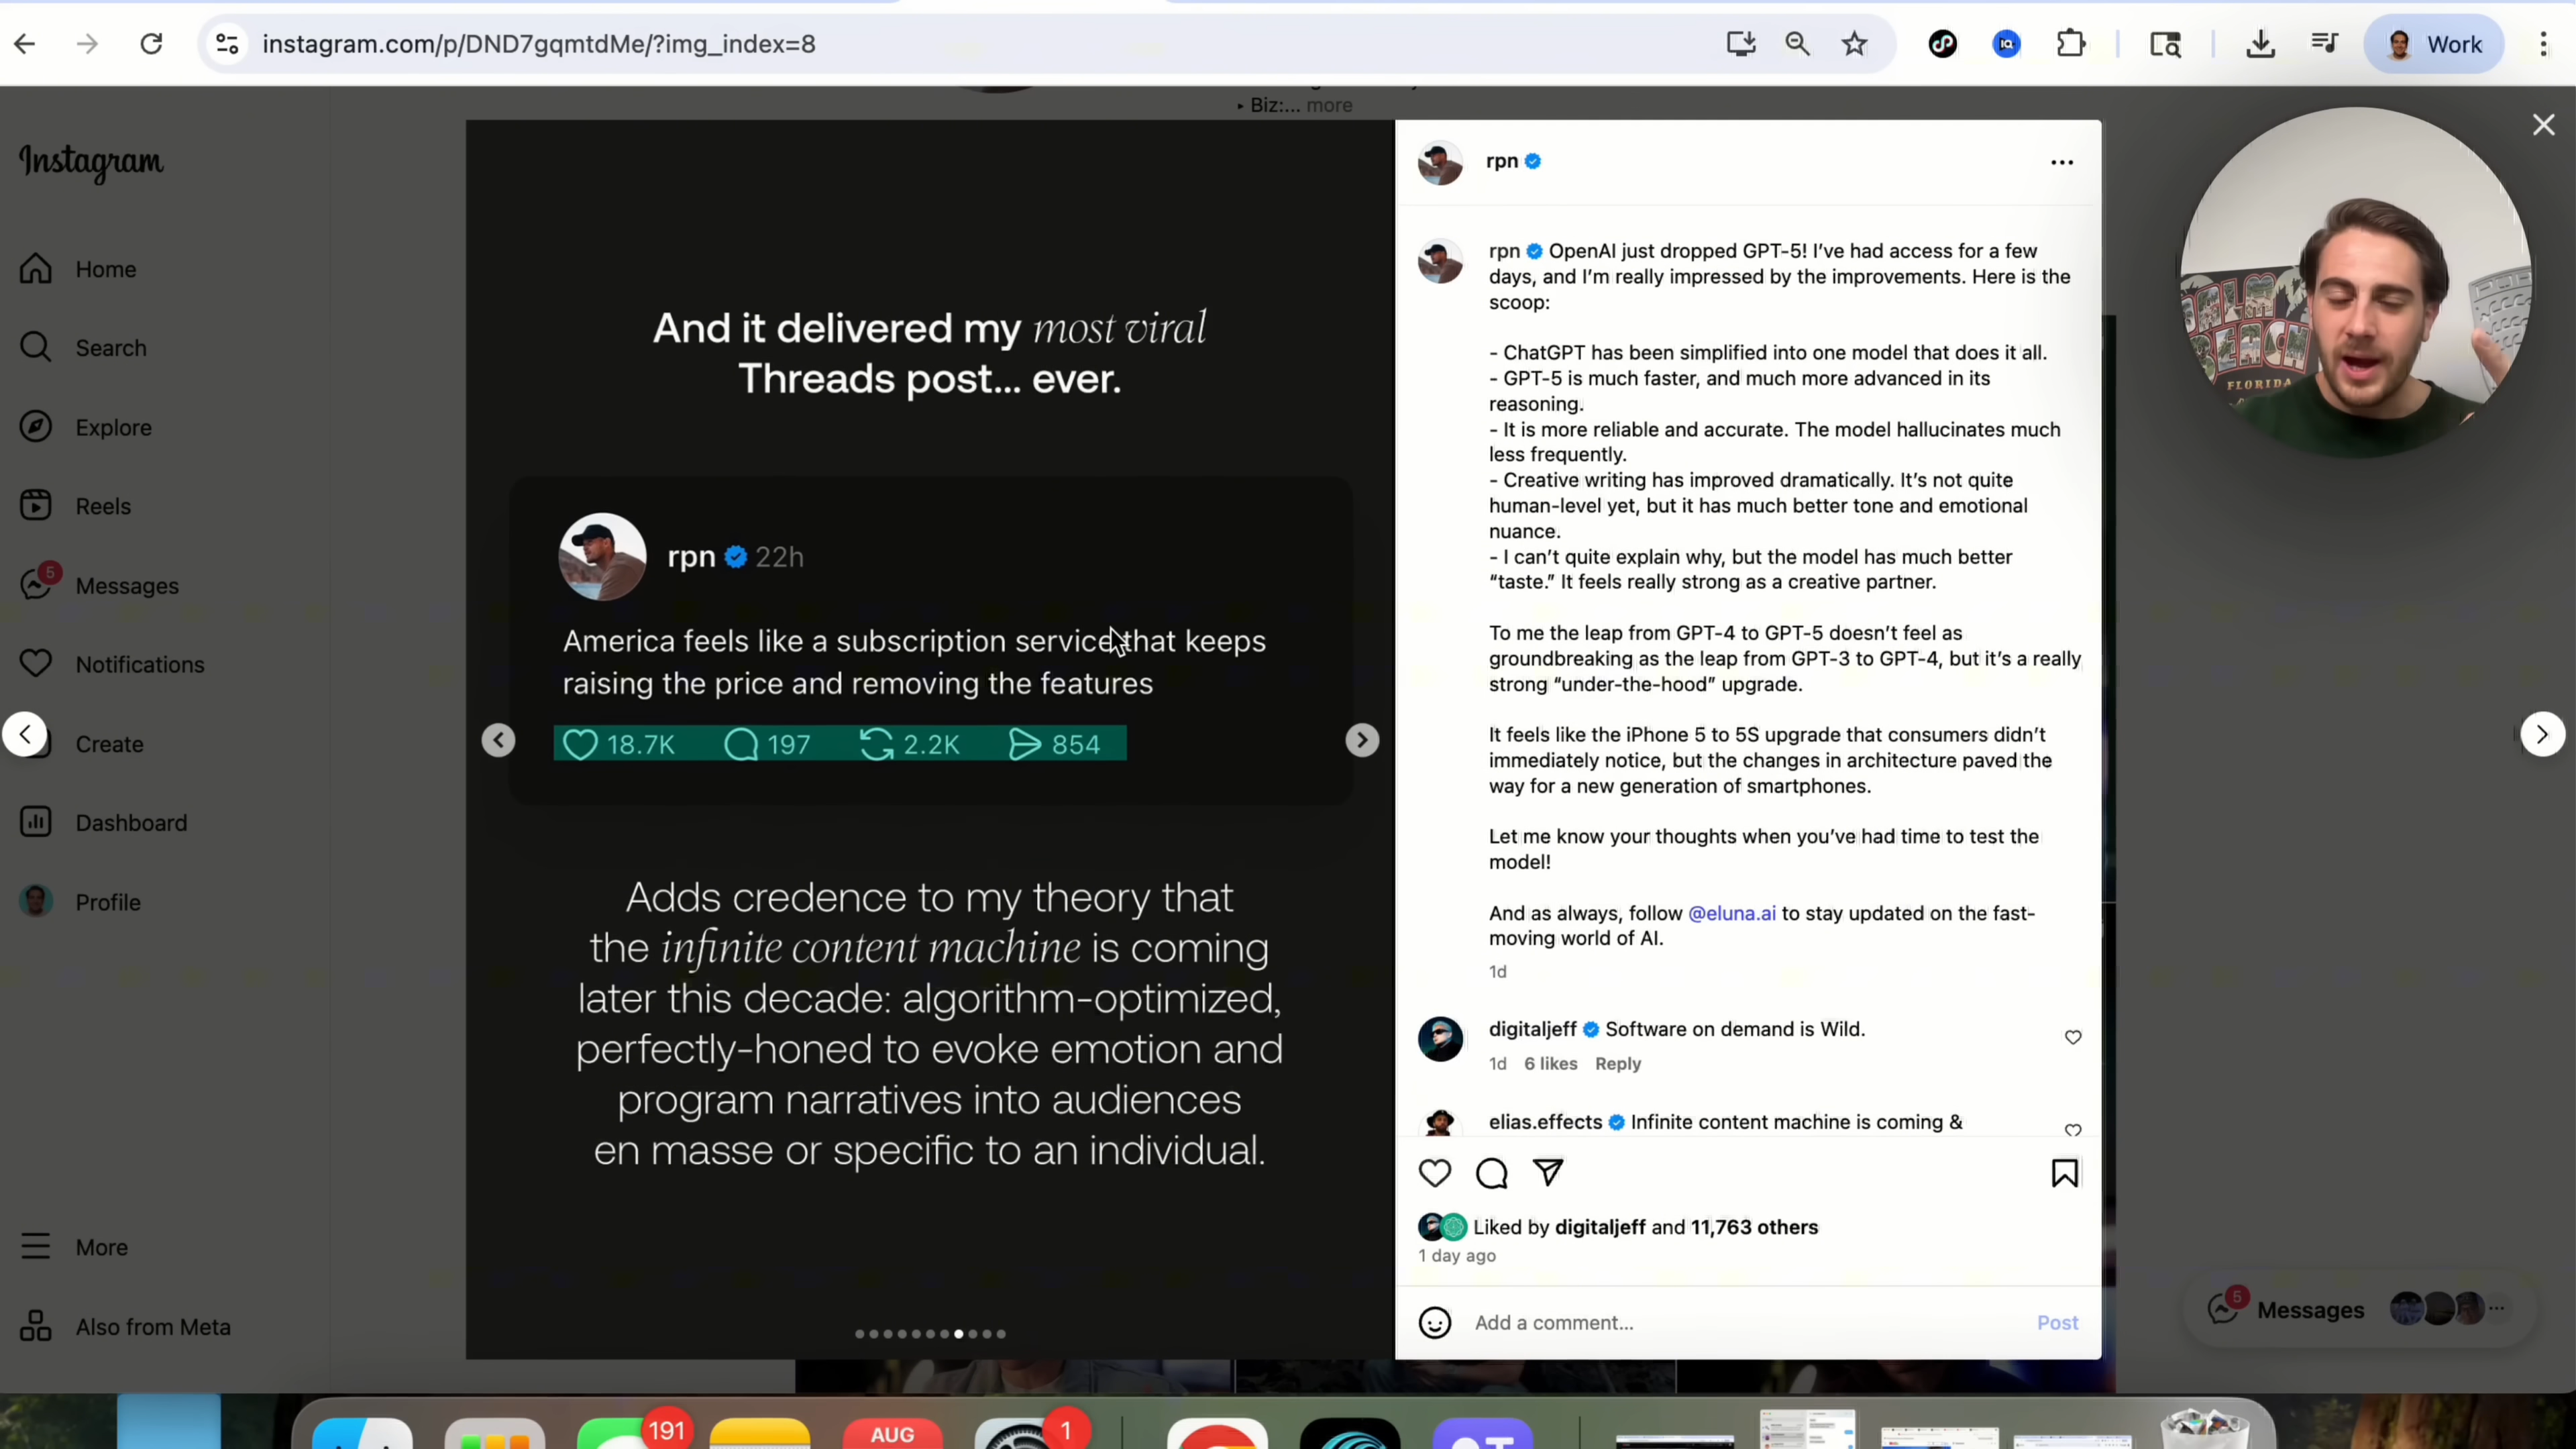 instagram.com/p/DND7gqmtdMe/?img_index=8
Work
Biz:... more
Instagram
Home
Search
Explore
Reels
5
Messages
Notifications
Create
Dashboard
Profile
More
Also from Meta
And it delivered my most viral
Threads post... ever.
rpn 22h
America feels like a subscription service that keeps
raising the price and removing the features
18.7K 197 2.2K 854
Adds credence to my theory that
the infinite content machine is coming
later this decade: algorithm-optimized,
perfectly-honed to evoke emotion and
program narratives into audiences
en masse or specific to an individual.
rpn
rpn OpenAI just dropped GPT-5! I've had access for a few
days, and I'm really impressed by the improvements. Here is the
scoop:
- ChatGPT has been simplified into one model that does it all.
- GPT-5 is much faster, and much more advanced in its
reasoning.
- It is more reliable and accurate. The model hallucinates much
less frequently.
- Creative writing has improved dramatically. It's not quite
human-level yet, but it has much better tone and emotional
nuance.
- I can't quite explain why, but the model has much better
“taste.” It feels really strong as a creative partner.
To me the leap from GPT-4 to GPT-5 doesn't feel as
groundbreaking as the leap from GPT-3 to GPT-4, but it's a really
strong “under-the-hood” upgrade.
It feels like the iPhone 5 to 5S upgrade that consumers didn't
immediately notice, but the changes in architecture paved the
way for a new generation of smartphones.
Let me know your thoughts when you've had time to test the
model!
And as always, follow @eluna.ai to stay updated on the fast-
moving world of AI.
1d
digitaljeff Software on demand is Wild.
1d 6 likes Reply
elias.effects Infinite content machine is coming &
Liked by digitaljeff and 11,763 others
1 day ago
Add a comment... Post
PALM
BEACH
FLORIDA
5
Messages
191
AUG
1